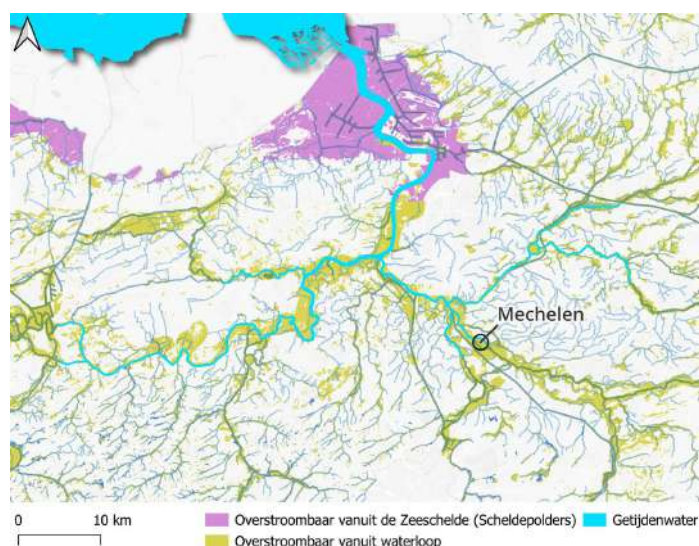 Mechelen
0 10 km
Overstroombaar vanuit de Zeeschelde (Scheldepolders) Getijdenwater
Overstroombaar vanuit waterloop